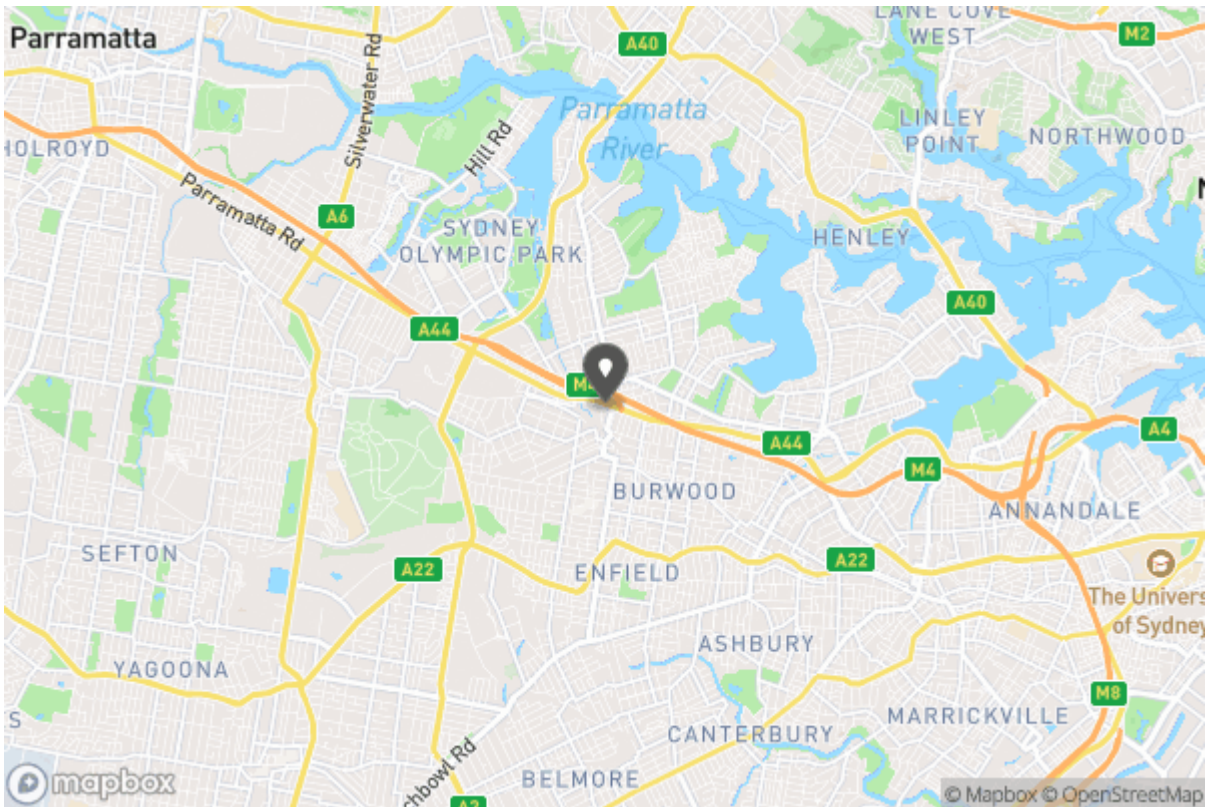 LANE COVE
WEST
M2
Parramatta
A40
Silverwater Rd
Parramatta
River
Hill Rd
LINLEY
POINT
NORTHWOOD
HOLROYD
Parramatta Rd
A6
SYDNEY
OLYMPIC PARK
HENLEY
A40
A44
A44
A4
M4
BURWOOD
ANNANDALE
SEFTON
A22
ENFIELD
A22
The Univers
of Sydney
ASHBURY
YAGOONA
M8
S
CANTERBURY
MARRICKVILLE
chbowl Rd
BELMORE
mapbox
© Mapbox © OpenStreetMap